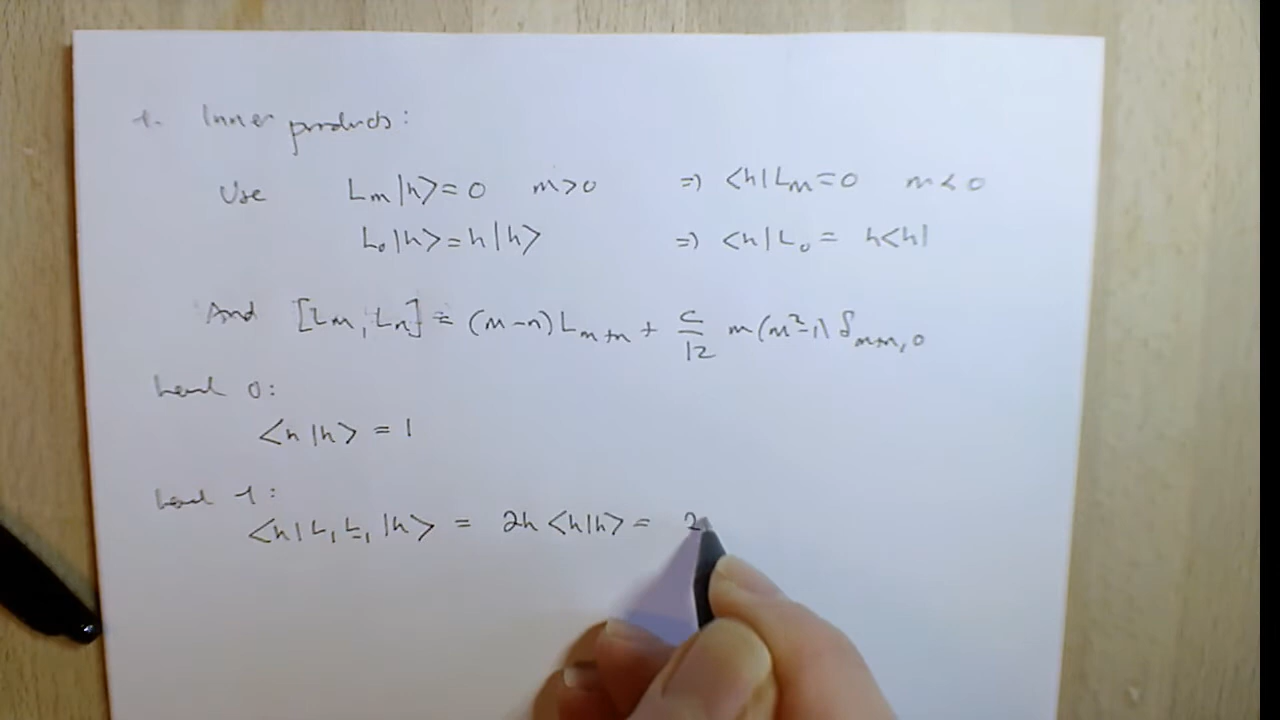 1. Inner products:
Use L_m|h>=0 m>0 => <h|L_m=0 m<0
L_0|h>=h|h> => <h|L_0= h<h|
And [L_m, L_n] = (m-n)L_{m+n} + c/12 m(m²-1) δ_{m+n,0}
Level 0:
<h|h> = 1
Level 1:
<h|L_1 L_{-1}|h> = 2h <h|h> = 2